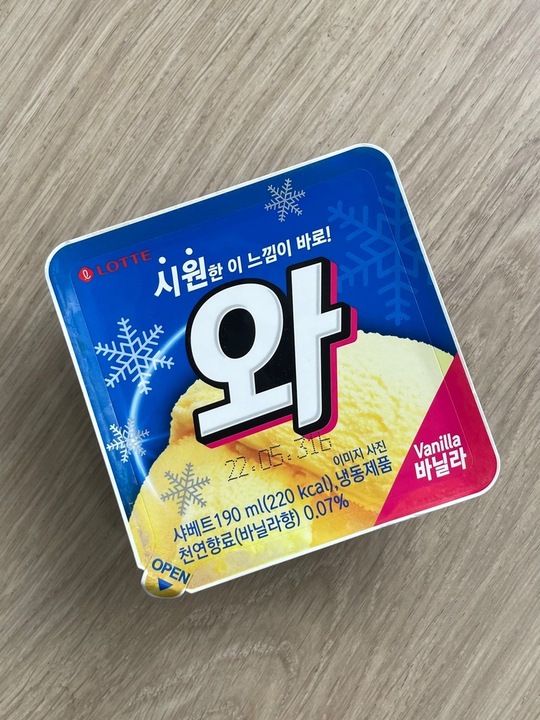 LOTTE
시원한 이 느낌이 바로!
와
22.05.31б
이미지 사진
Vanilla
바닐라
샤베트190 ml(220 kcal),냉동제품
천연향료(바닐라향) 0.07%
OPEN